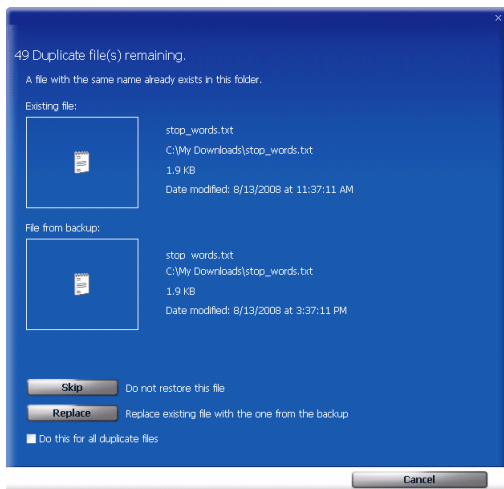 49 Duplicate file(s) remaining.
A file with the same name already exists in this folder.
Existing file:
stop_words.txt
C:\My Downloads\stop_words.txt
1.9 KB
Date modified: 8/13/2008 at 11:37:11 AM
File from backup:
stop_words.txt
C:\My Downloads\stop_words.txt
1.9 KB
Date modified: 8/13/2008 at 3:37:11 PM
Skip Do not restore this file
Replace Replace existing file with the one from the backup
Do this for all duplicate files
Cancel